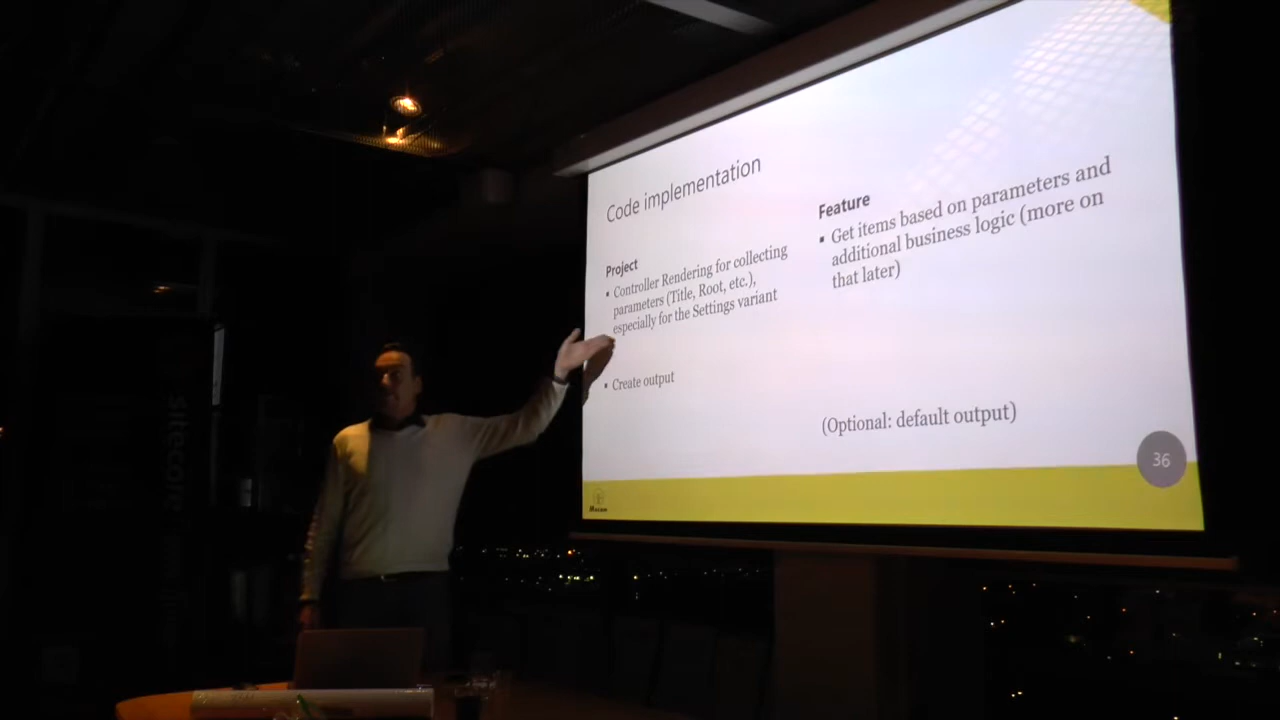 Code implementation
Project
▪ Controller Rendering for collecting
parameters (Title, Root, etc.),
especially for the Settings variant
▪ Create output
Feature
▪ Get items based on parameters and
additional business logic (more on
that later)
(Optional: default output)
36
sitecore